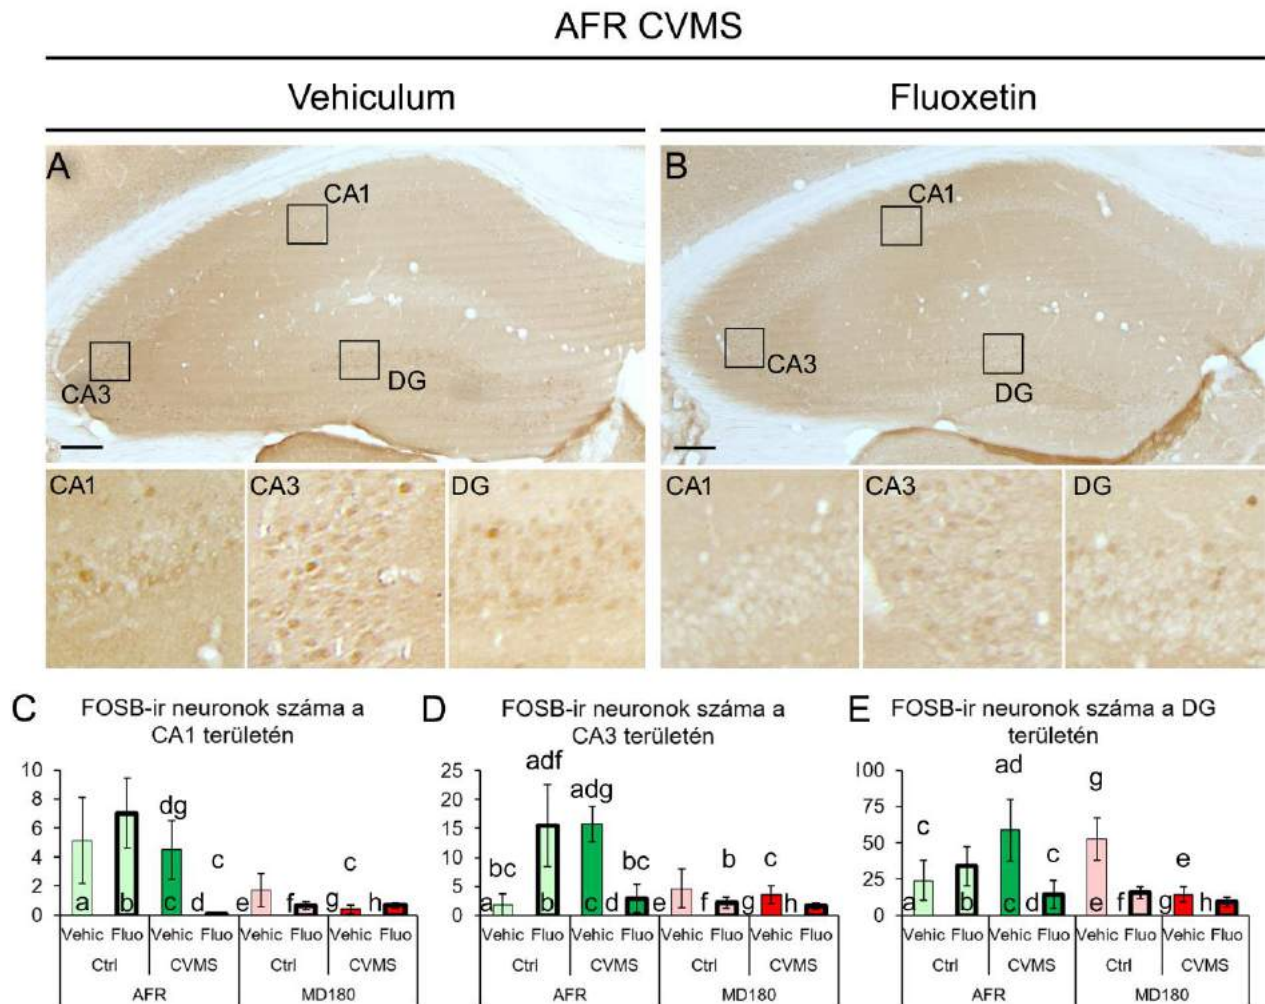 AFR CVMS
Vehiculum
Fluoxetin
A
CA1
CA3
DG
B
CA1
CA3
DG
CA1
CA3
DG
CA1
CA3
DG
C
FOSB-ir neuronok száma a
CA1 területén
10
8
6
4
2
0
dg
c
c
a
b
c
d
e
f
g
h
Vehic Fluo Vehic Fluo Vehic Fluo Vehic Fluo
Ctrl CVMS Ctrl CVMS
AFR MD180
D
FOSB-ir neuronok száma a
CA3 területén
25
20
15
10
5
0
bc
adf
adg
bc
b
c
a
b
c
d
e
f
g
h
Vehic Fluo Vehic Fluo Vehic Fluo Vehic Fluo
Ctrl CVMS Ctrl CVMS
AFR MD180
E
FOSB-ir neuronok száma a DG
területén
100
75
50
25
0
c
ad
c
g
e
a
b
c
d
e
f
g
h
Vehic Fluo Vehic Fluo Vehic Fluo Vehic Fluo
Ctrl CVMS Ctrl CVMS
AFR MD180